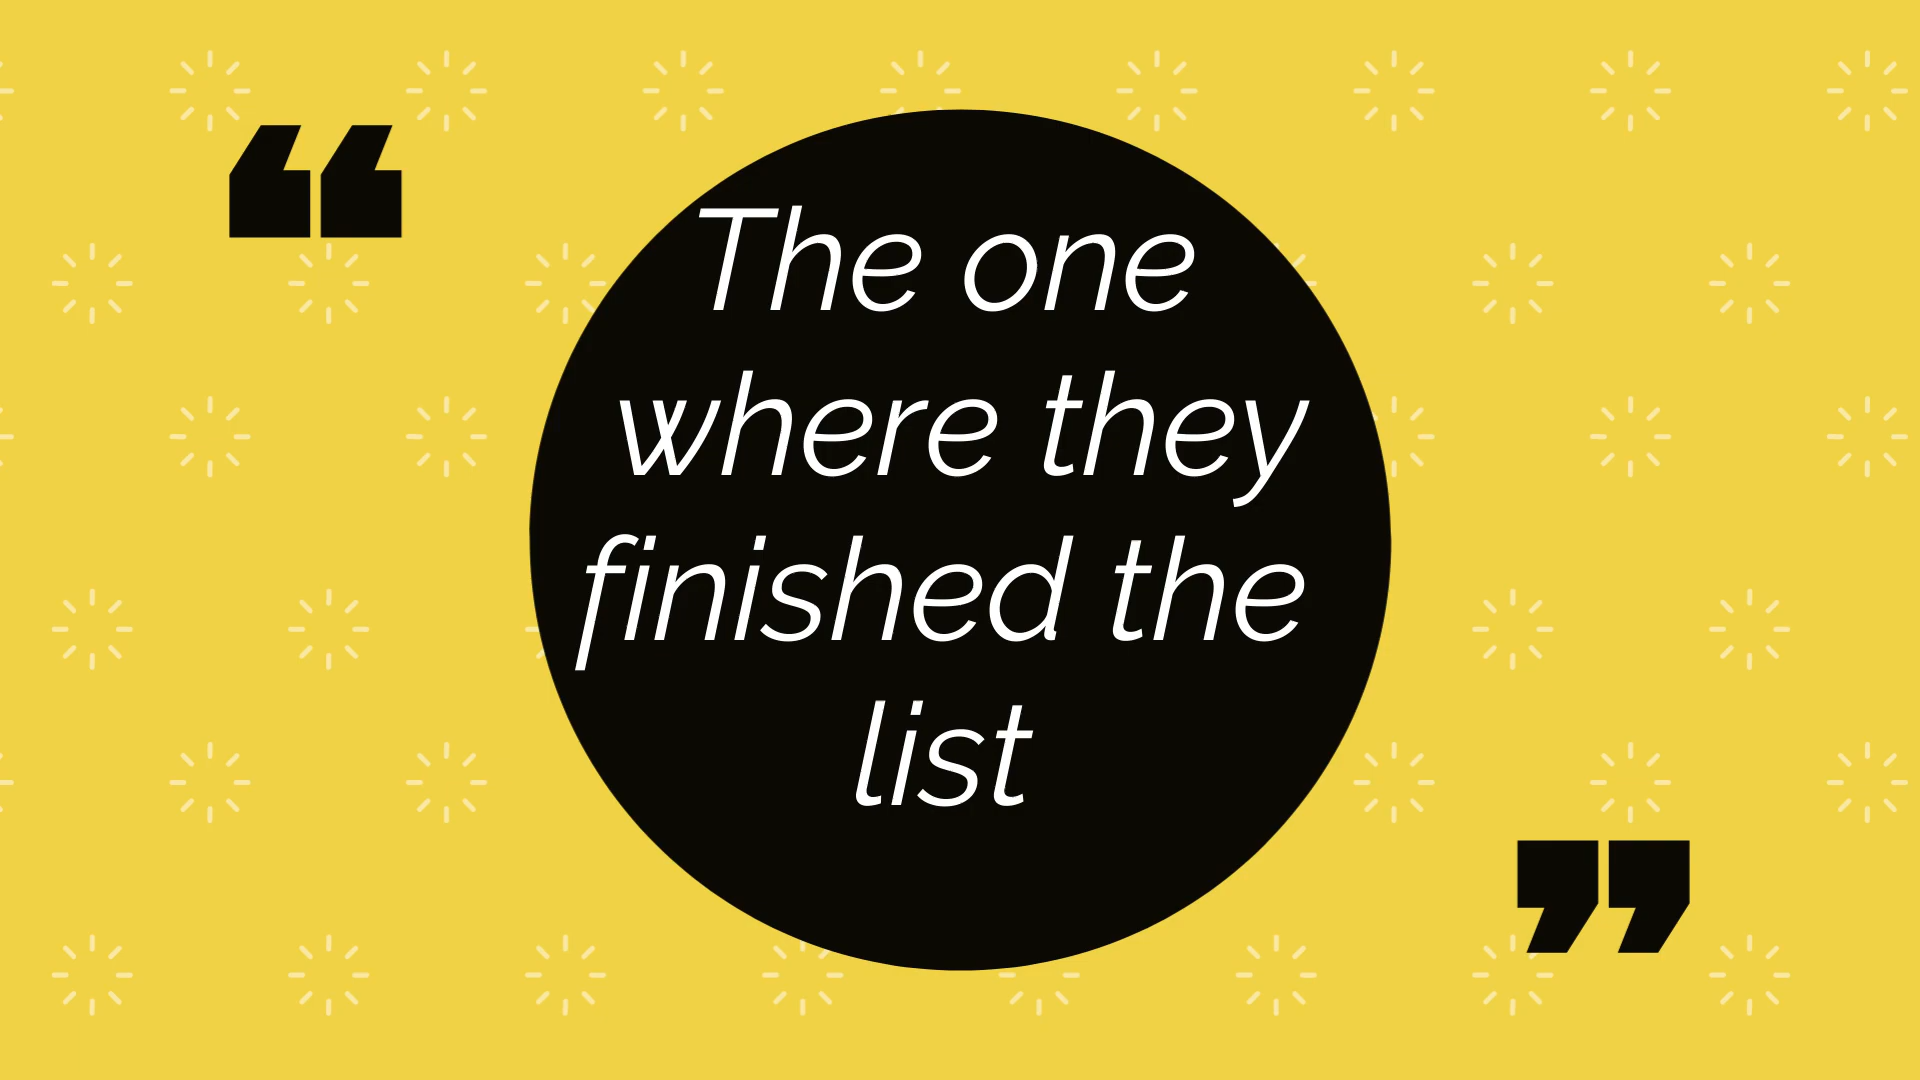 “
The one
where they
finished the
list
”